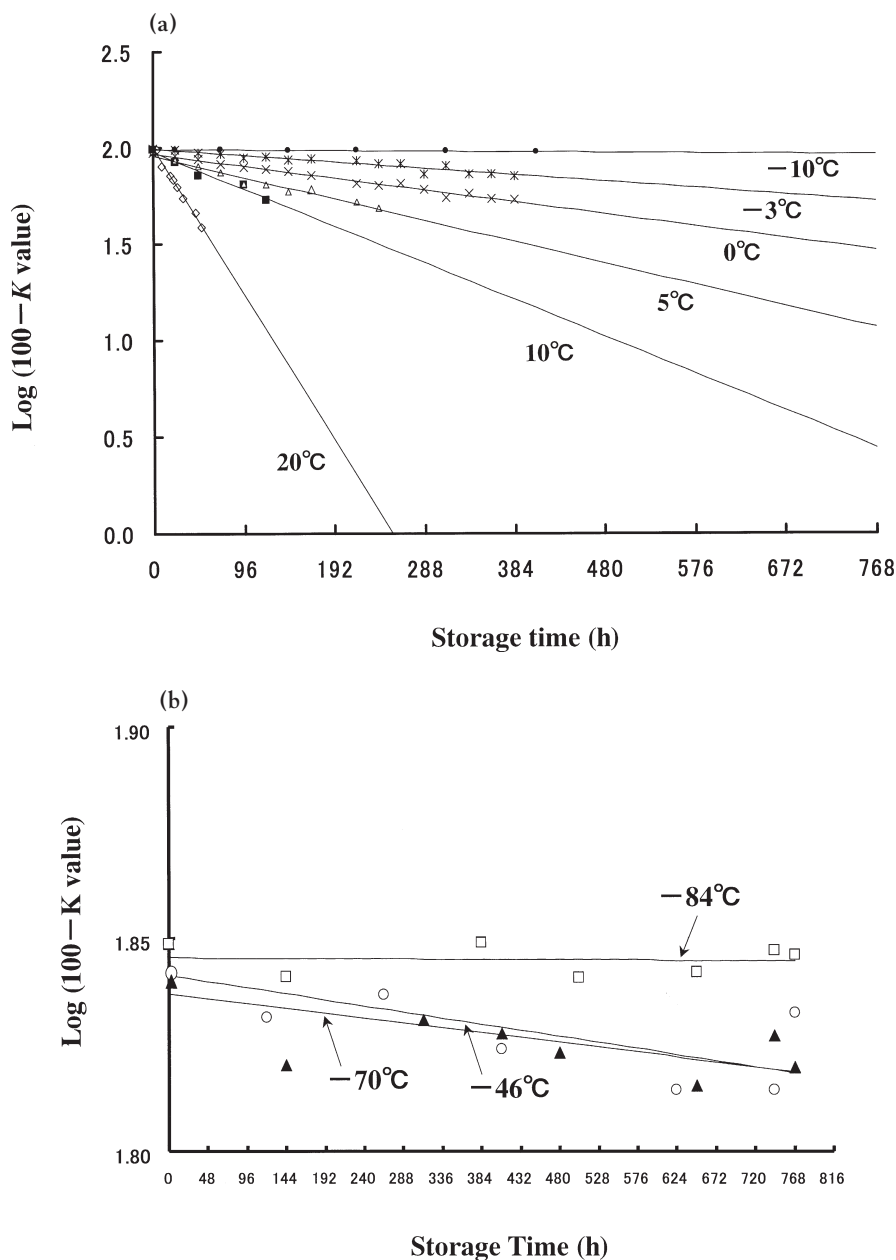 (a)
2.5
2.0
1.5
1.0
0.5
0.0
Log (100－K value)
－10℃
－3℃
0℃
5℃
10℃
20℃
0 96 192 288 384 480 576 672 768
Storage time (h)
(b)
1.90
1.85
1.80
Log (100－K value)
－84℃
－70℃
－46℃
0 48 96 144 192 240 288 336 384 432 480 528 576 624 672 720 768 816
Storage Time (h)